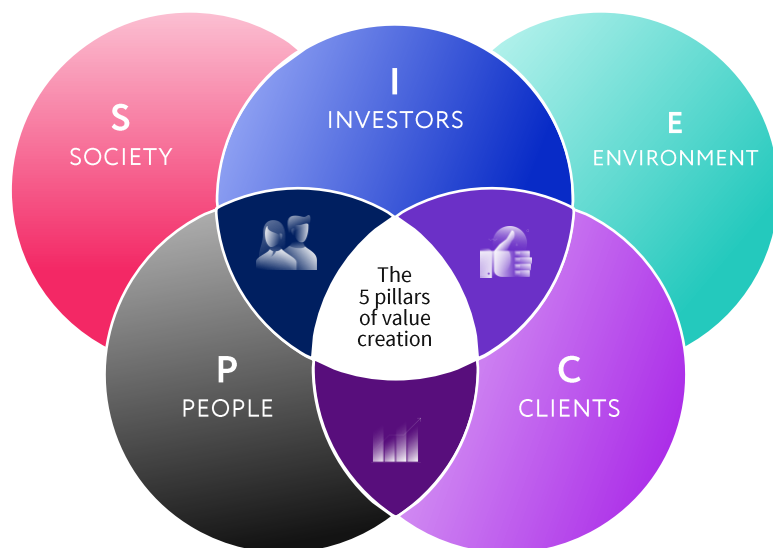 S
SOCIETY
I
INVESTORS
E
ENVIRONMENT
The
5 pillars
of value
creation
P
PEOPLE
C
CLIENTS